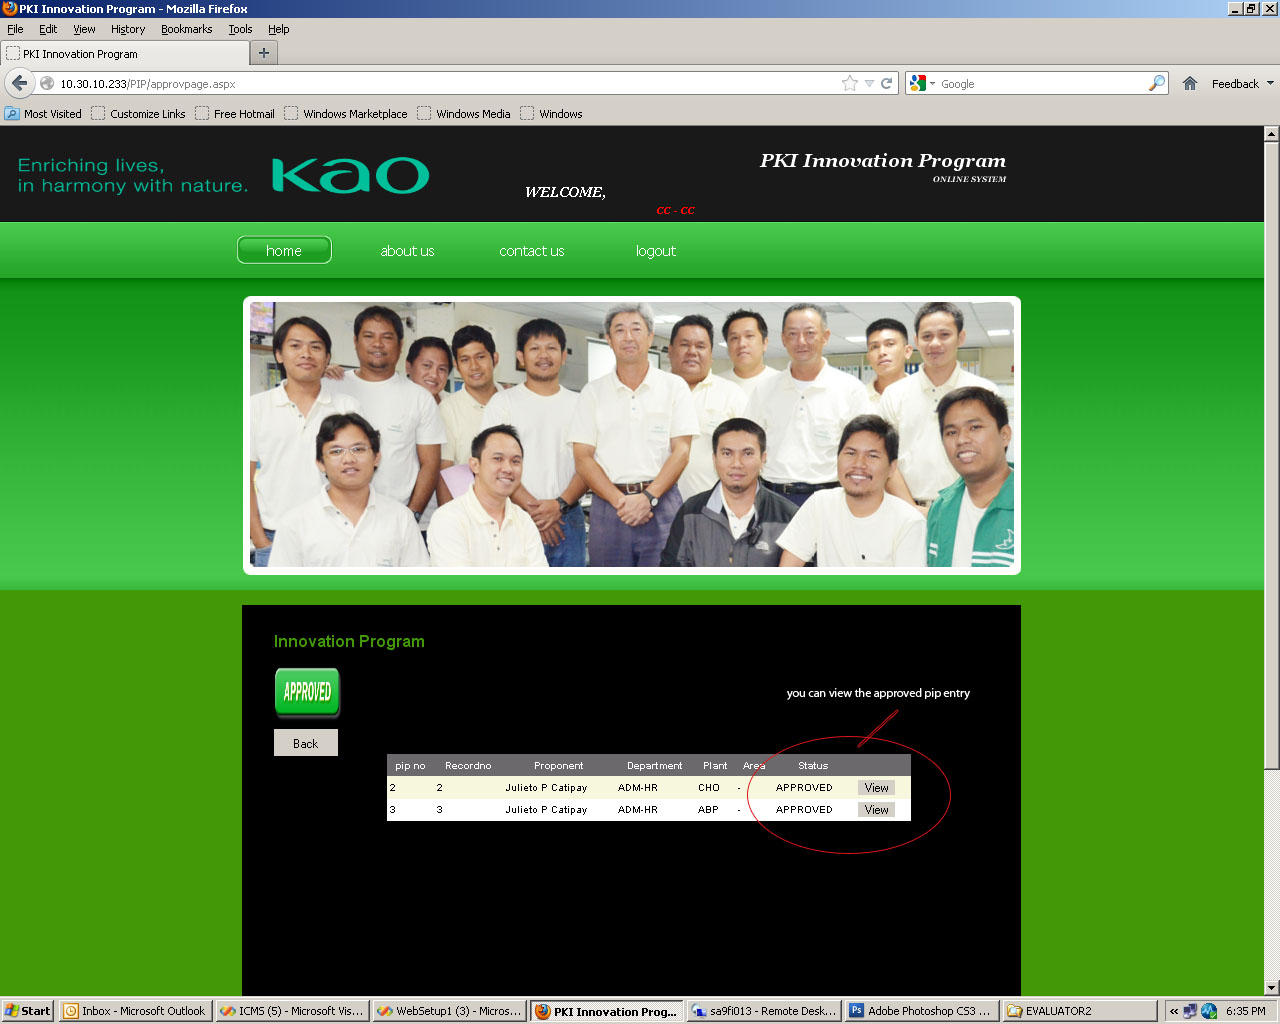 PKI Innovation Program - Mozilla Firefox
File Edit View History Bookmarks Tools Help
PKI Innovation Program
10.30.10.233/PIP/approvpage.aspx
Google
Feedback
Most Visited Customize Links Free Hotmail Windows Marketplace Windows Media Windows
Enriching lives,
in harmony with nature.
Kao
WELCOME,
CC - CC
PKI Innovation Program
ONLINE SYSTEM
home about us contact us logout
Innovation Program
APPROVED
you can view the approved pip entry
Back
pip no Recordno Proponent Department Plant Area Status
2 2 Julieto P Catipay ADM-HR CHO - APPROVED View
3 3 Julieto P Catipay ADM-HR ABP - APPROVED View
Start Inbox - Microsoft Outlook ICMS (5) - Microsoft Vis... WebSetup1 (3) - Micros... PKI Innovation Prog... sa9fi013 - Remote Desk... Adobe Photoshop CS3 ... EVALUATOR2 « 6:35 PM